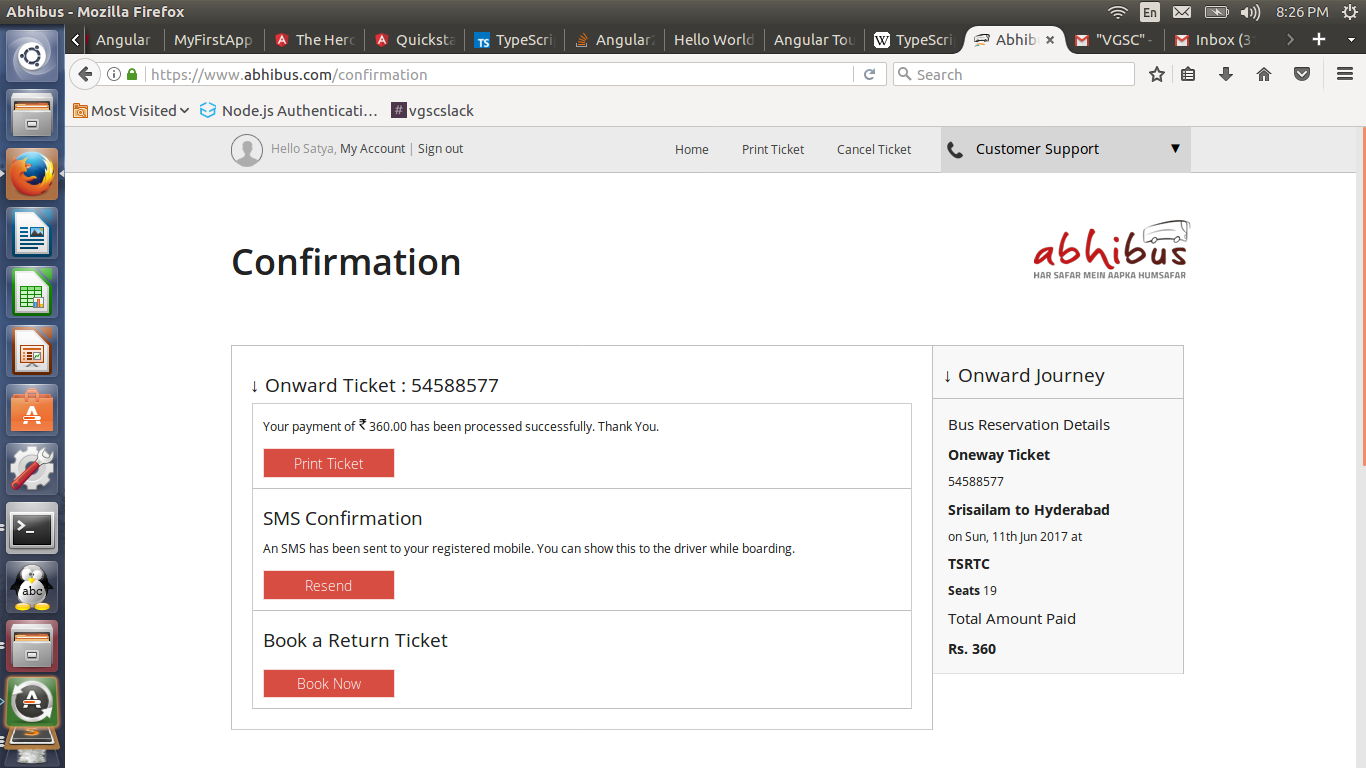 Abhibus - Mozilla Firefox
En
8:26 PM
Angular
MyFirstApp
The Hero
Quicksta
TS
TypeScri
Angular
Hello World
Angular Tou
W
TypeScri
Abhib
"VGSC" -
Inbox (3
https://www.abhibus.com/confirmation
Search
Most Visited
Node.js Authenticati...
#
vgscslack
Hello Satya, My Account | Sign out
Home
Print Ticket
Cancel Ticket
Customer Support
Confirmation
abhibus
HAR SAFAR MEIN AAPKA HUMSAFAR
↓ Onward Ticket : 54588577
Your payment of ₹ 360.00 has been processed successfully. Thank You.
Print Ticket
SMS Confirmation
An SMS has been sent to your registered mobile. You can show this to the driver while boarding.
Resend
Book a Return Ticket
Book Now
↓ Onward Journey
Bus Reservation Details
Oneway Ticket
54588577
Srisailam to Hyderabad
on Sun, 11th Jun 2017 at
TSRTC
Seats 19
Total Amount Paid
Rs. 360
abc